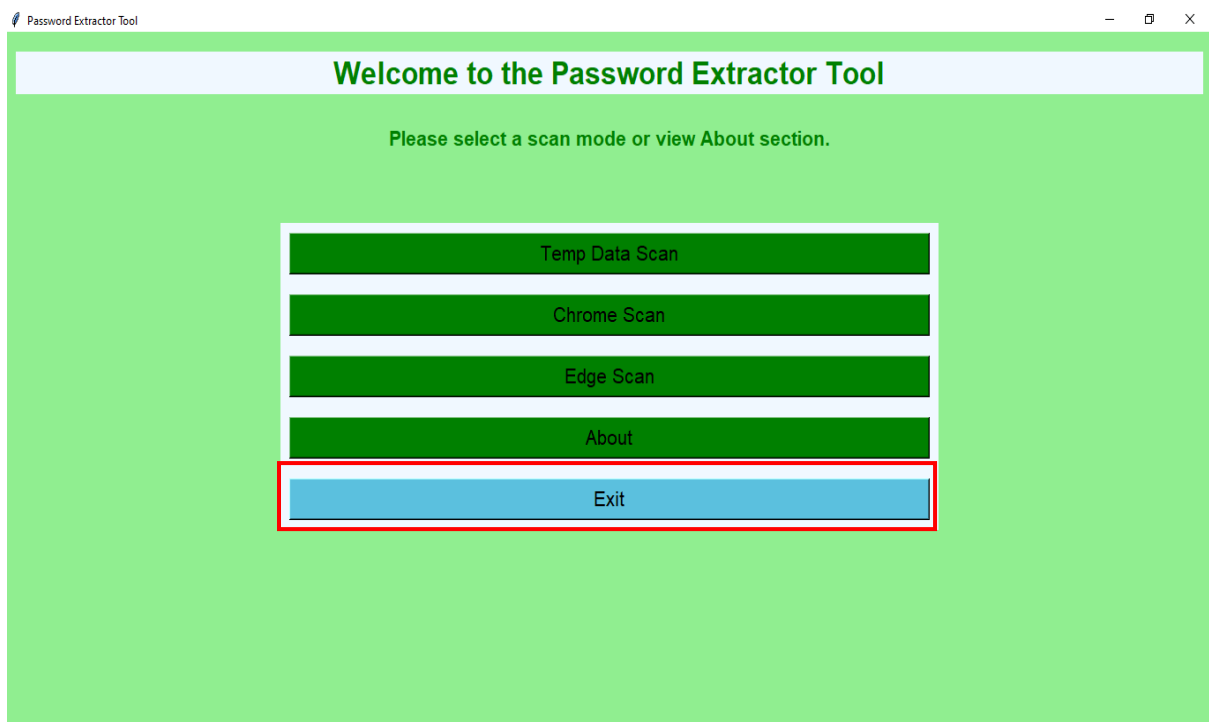 Password Extractor Tool
Welcome to the Password Extractor Tool
Please select a scan mode or view About section.
Temp Data Scan
Chrome Scan
Edge Scan
About
Exit